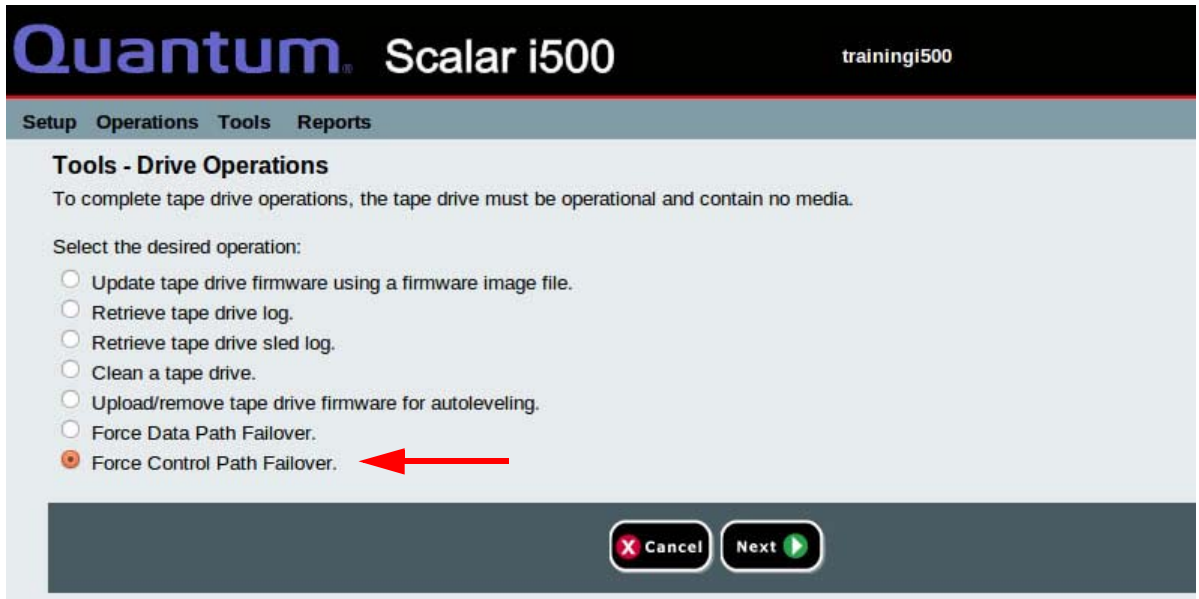 Quantum® Scalar i500 trainingi500
Setup Operations Tools Reports
Tools - Drive Operations
To complete tape drive operations, the tape drive must be operational and contain no media.
Select the desired operation:
Update tape drive firmware using a firmware image file.
Retrieve tape drive log.
Retrieve tape drive sled log.
Clean a tape drive.
Upload/remove tape drive firmware for autoleveling.
Force Data Path Failover.
Force Control Path Failover.
X Cancel Next